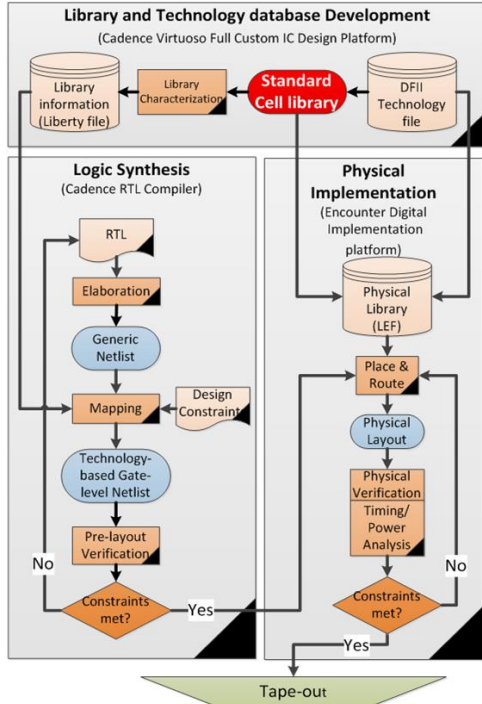 Library and Technology database Development
(Cadence Virtuoso Full Custom IC Design Platform)
Library
information
(Liberty file)
Library
Characterization
Standard
Cell library
DFII
Technology
file
Logic Synthesis
(Cadence RTL Compiler)
RTL
Elaboration
Generic
Netlist
Mapping
Design
Constraint
Technology-
based Gate-
level Netlist
Pre-layout
Verification
No
Constraints
met?
Yes
Physical
Implementation
(Encounter Digital
Implementation
platform)
Physical
Library
(LEF)
Place &
Route
Physical
Layout
Physical
Verification
Timing/
Power
Analysis
No
Constraints
met?
Yes
Tape-out